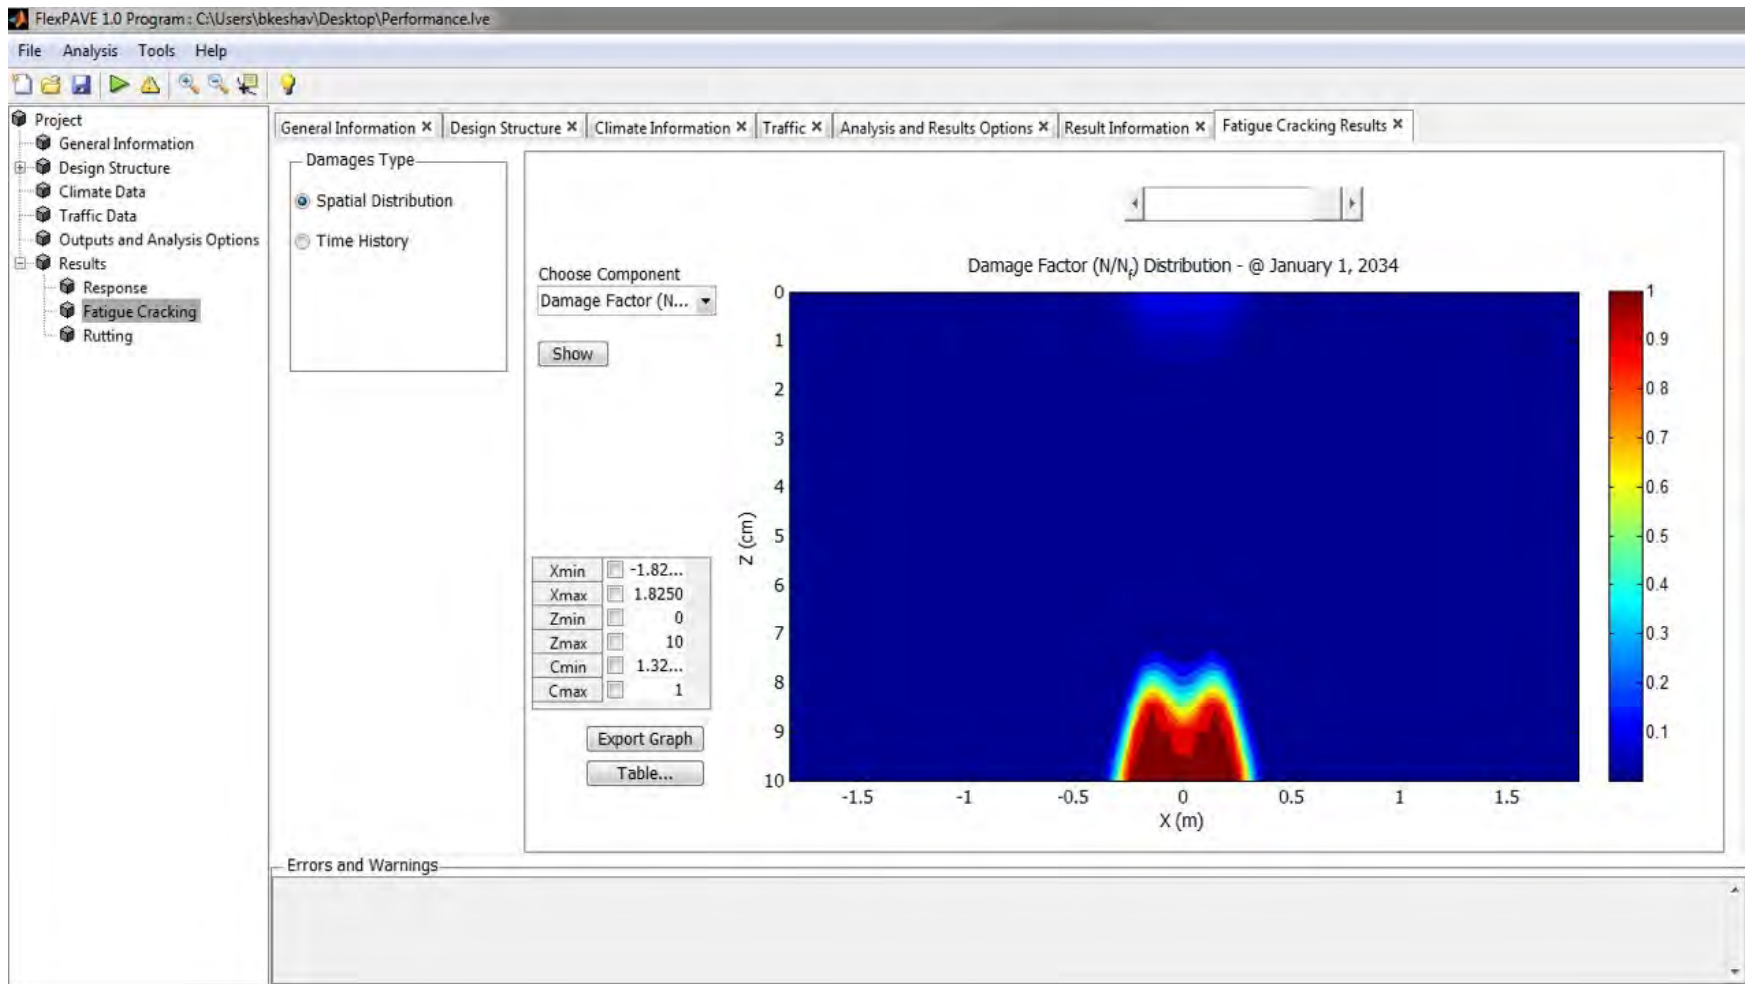 FlexPAVE 1.0 Program : C:\Users\bkeshav\Desktop\Performance.lve
File Analysis Tools Help
Project
General Information
Design Structure
Climate Data
Traffic Data
Outputs and Analysis Options
Results
Response
Fatigue Cracking
Rutting
General Information × Design Structure × Climate Information × Traffic × Analysis and Results Options × Result Information × Fatigue Cracking Results ×
Damages Type
Spatial Distribution
Time History
Choose Component
Damage Factor (N...
Show
Xmin -1.82...
Xmax 1.8250
Zmin 0
Zmax 10
Cmin 1.32...
Cmax 1
Export Graph
Table...
Damage Factor (N/Nf) Distribution - @ January 1, 2034
0
1
2
3
4
5
6
7
8
9
10
Z (cm)
-1.5 -1 -0.5 0 0.5 1 1.5
X (m)
1
0.9
0.8
0.7
0.6
0.5
0.4
0.3
0.2
0.1
Errors and Warnings